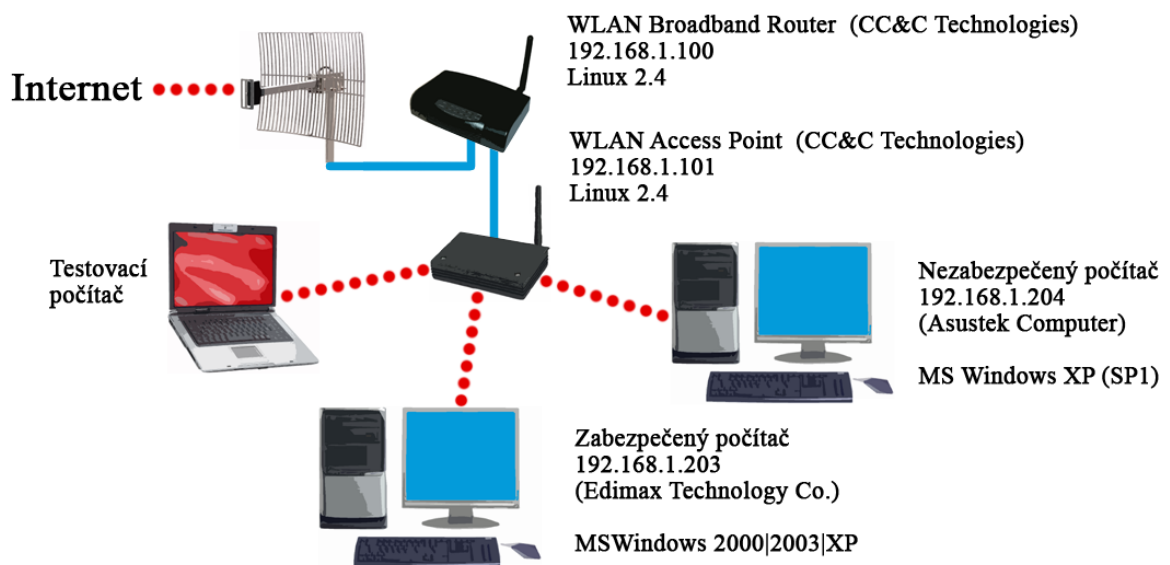 WLAN Broadband Router (CC&C Technologies)
192.168.1.100
Linux 2.4
Internet
WLAN Access Point (CC&C Technologies)
192.168.1.101
Linux 2.4
Testovací
počítač
Nezabezpečený počítač
192.168.1.204
(Asustek Computer)
MS Windows XP (SP1)
Zabezpečený počítač
192.168.1.203
(Edimax Technology Co.)
MSWindows 2000|2003|XP